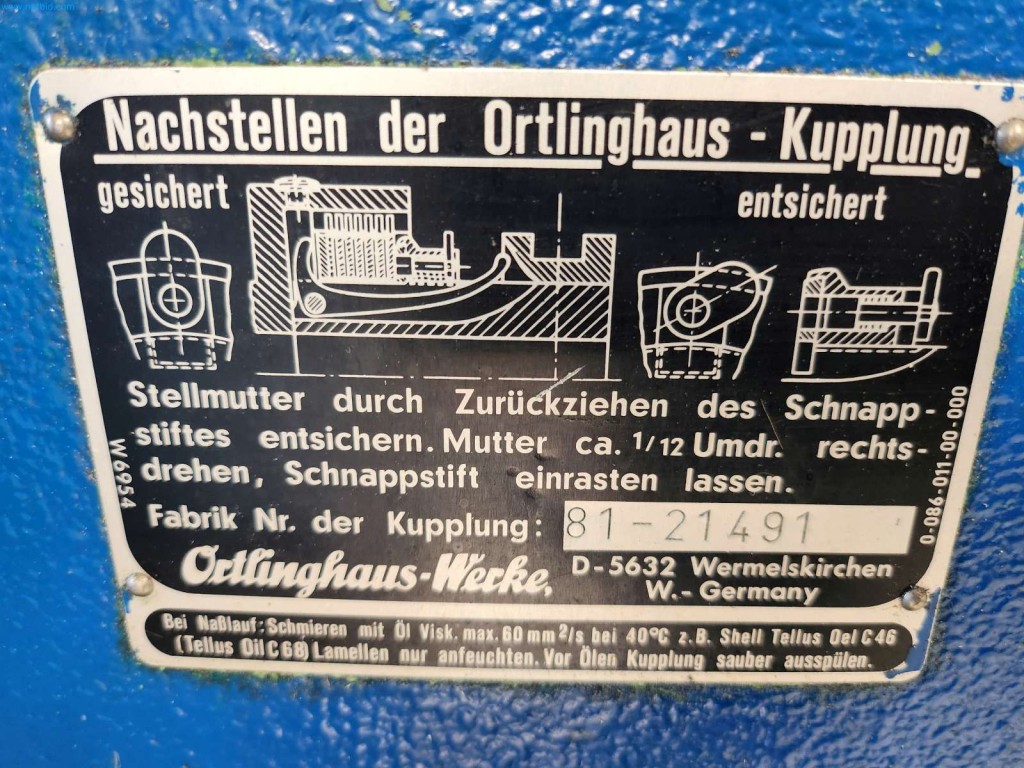 Nachstellen der Ortlinghaus - Kupplung
gesichert
entsichert
Stellmutter durch Zurückziehen des Schnapp-
stiftes entsichern. Mutter ca. 1/12 Umdr. rechts-
drehen, Schnappstift einrasten lassen.
Fabrik Nr. der Kupplung: 81-21491
Ortlinghaus-Werke, D-5632 Wermelskirchen
W.-Germany
W6954
0-086-011-00-000
Bei Naßlauf: Schmieren mit Öl Visk. max. 60 mm²/s bei 40°C z.B. Shell Tellus Oel C 46
(Tellus Oil C 68) Lamellen nur anfeuchten. Vor Ölen Kupplung sauber ausspülen.